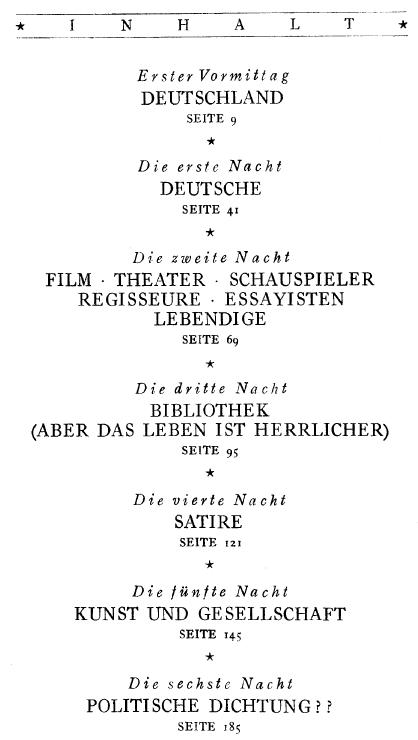 ★ I N H A L T ★
Erster Vormittag
DEUTSCHLAND
SEITE 9
★
Die erste Nacht
DEUTSCHE
SEITE 41
★
Die zweite Nacht
FILM · THEATER · SCHAUSPIELER
REGISSEURE · ESSAYISTEN
LEBENDIGE
SEITE 69
★
Die dritte Nacht
BIBLIOTHEK
(ABER DAS LEBEN IST HERRLICHER)
SEITE 95
★
Die vierte Nacht
SATIRE
SEITE 121
★
Die fünfte Nacht
KUNST UND GESELLSCHAFT
SEITE 145
★
Die sechste Nacht
POLITISCHE DICHTUNG??
SEITE 185